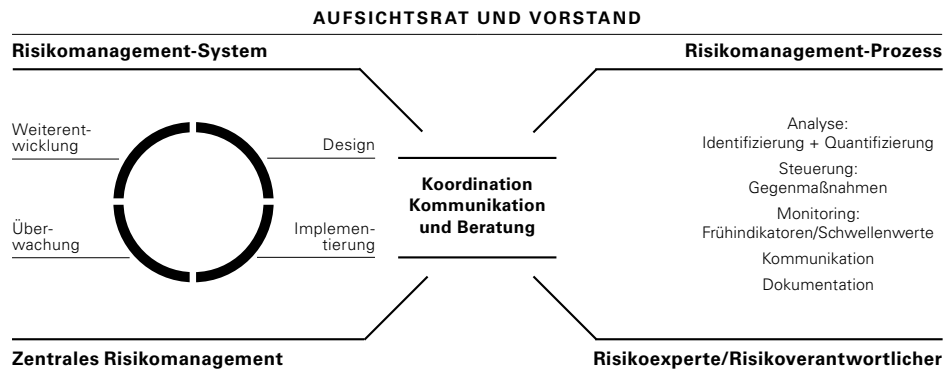 AUFSICHTSRAT UND VORSTAND
Risikomanagement-System
Risikomanagement-Prozess
Weiterent-
wicklung
Design
Über-
wachung
Implemen-
tierung
Koordination
Kommunikation
und Beratung
Analyse:
Identifizierung + Quantifizierung
Steuerung:
Gegenmaßnahmen
Monitoring:
Frühindikatoren/Schwellenwerte
Kommunikation
Dokumentation
Zentrales Risikomanagement
Risikoexperte/Risikoverantwortlicher